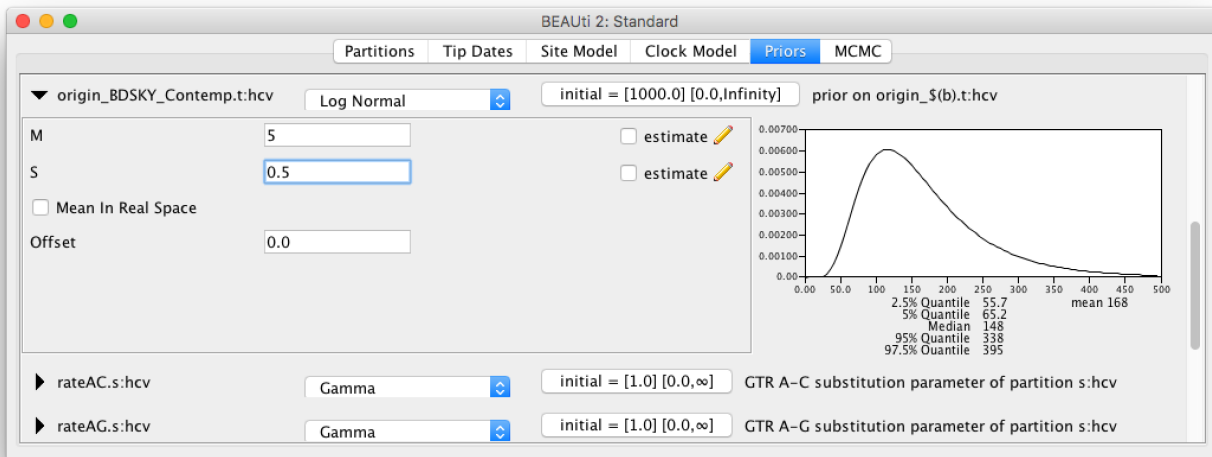 BEAUti 2: Standard
Partitions Tip Dates Site Model Clock Model Priors MCMC
origin_BDSKY_Contemp.t:hcv Log Normal initial = [1000.0] [0.0,Infinity] prior on origin_$(b).t:hcv
M 5 estimate
S 0.5 estimate
Mean In Real Space
Offset 0.0
0.00700
0.00600
0.00500
0.00400
0.00300
0.00200
0.00100
0.00
0.00 50.0 100 150 200 250 300 350 400 450 500
2.5% Quantile 55.7 mean 168
5% Quantile 65.2
Median 148
95% Quantile 338
97.5% Quantile 395
rateAC.s:hcv Gamma initial = [1.0] [0.0,∞] GTR A-C substitution parameter of partition s:hcv
rateAG.s:hcv Gamma initial = [1.0] [0.0,∞] GTR A-G substitution parameter of partition s:hcv